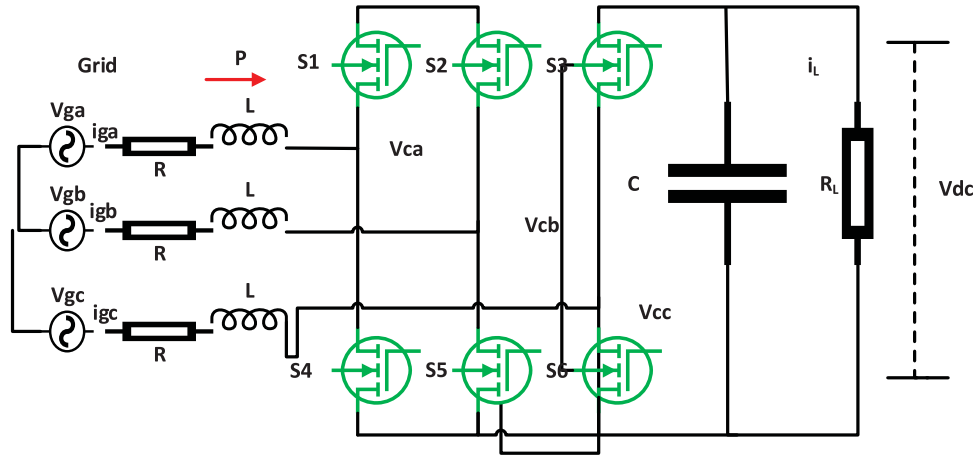 Grid
P
S1
S2
S3
iL
Vga
iga
L
R
Vca
Vgb
igb
L
R
Vcb
C
RL
Vdc
Vgc
igc
L
R
Vcc
S4
S5
S6